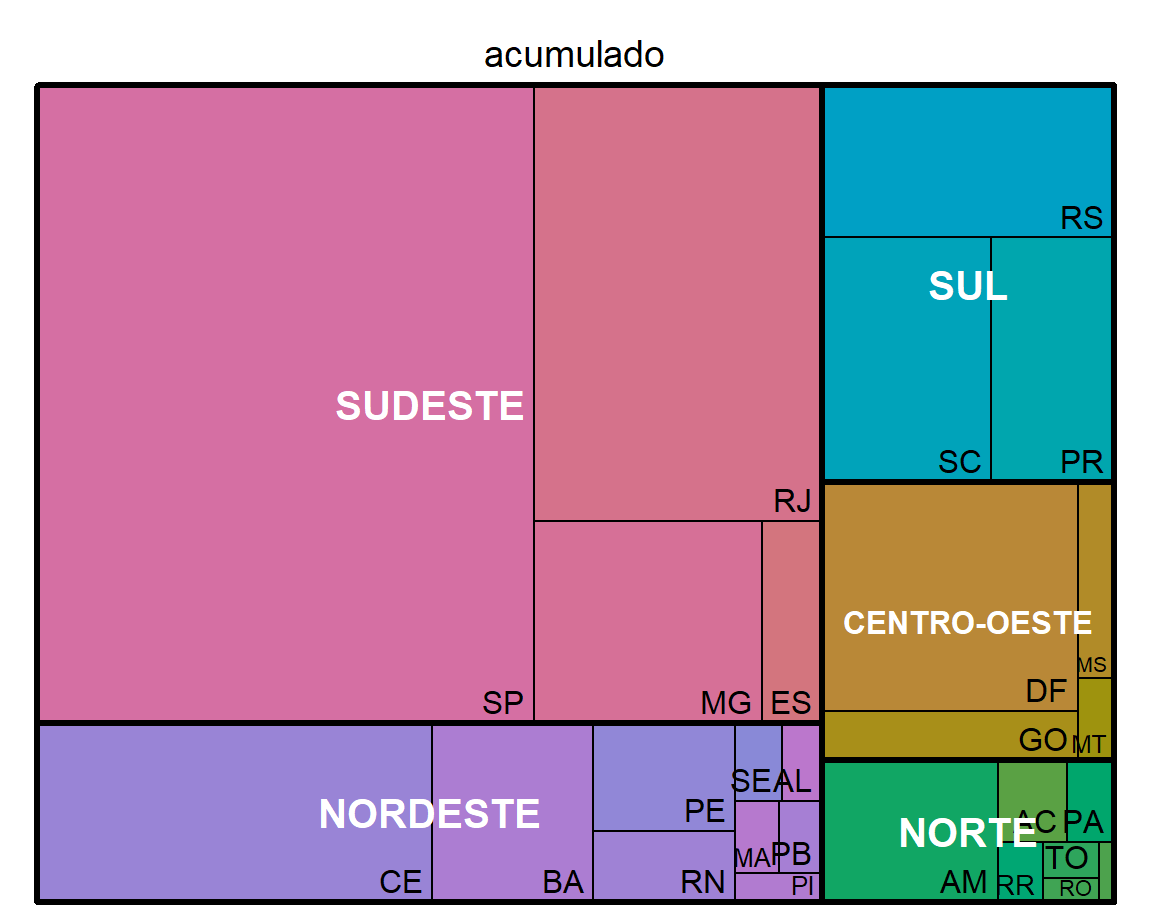 acumulado
RS
SUL
SC
PR
SUDESTE
RJ
SP
MG
ES
CENTRO-OESTE
MS
DF
GO
MT
NORDESTE
SE
AL
PE
MA
PB
CE
BA
RN
PI
NORTE
AC
PA
TO
AM
RR
RO